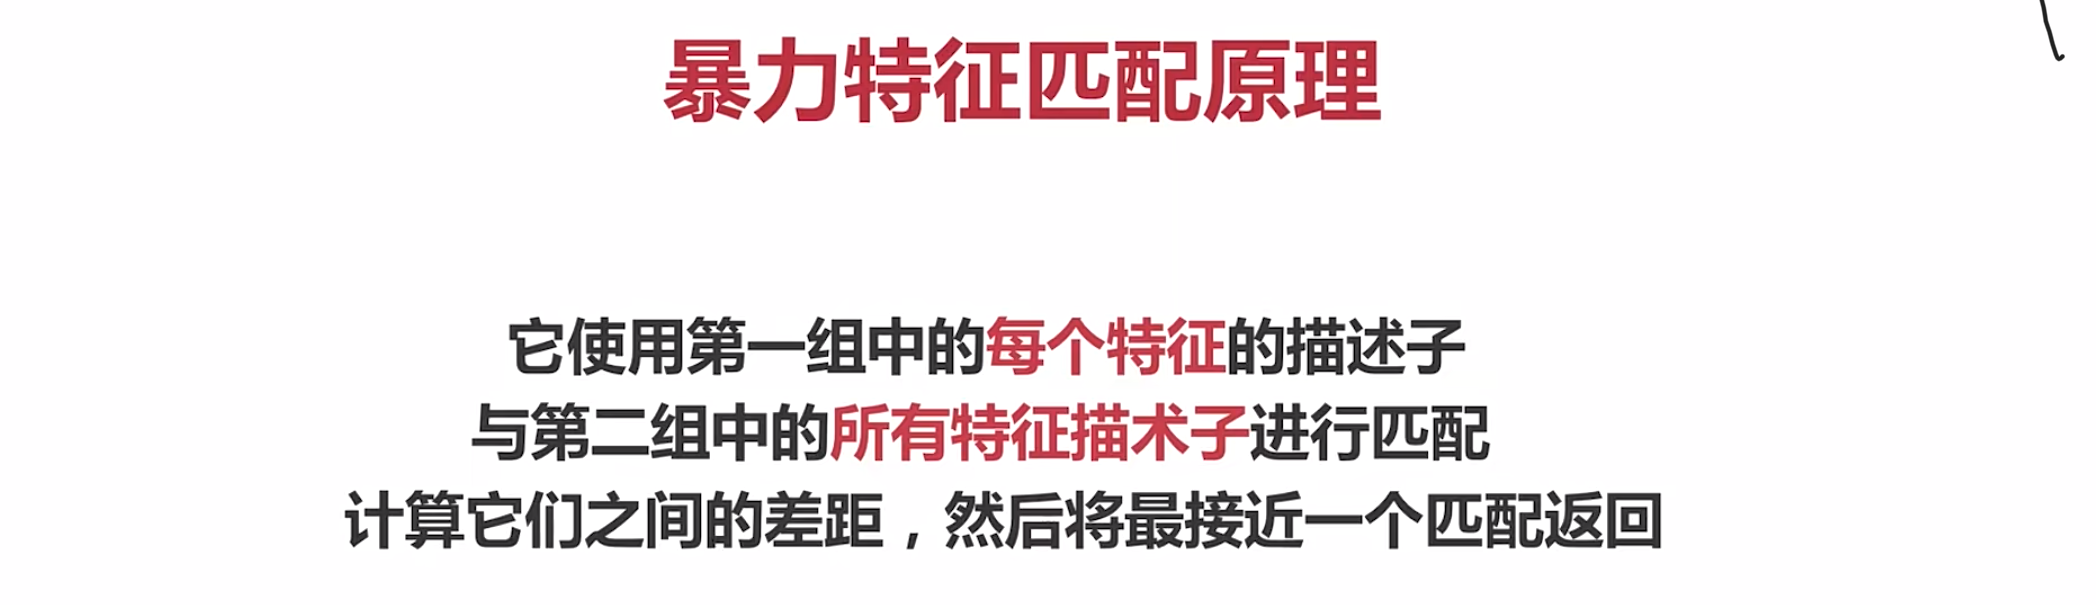 暴力特征匹配原理
它使用第一组中的每个特征的描述子
与第二组中的所有特征描术子进行匹配
计算它们之间的差距，然后将最接近一个匹配返回